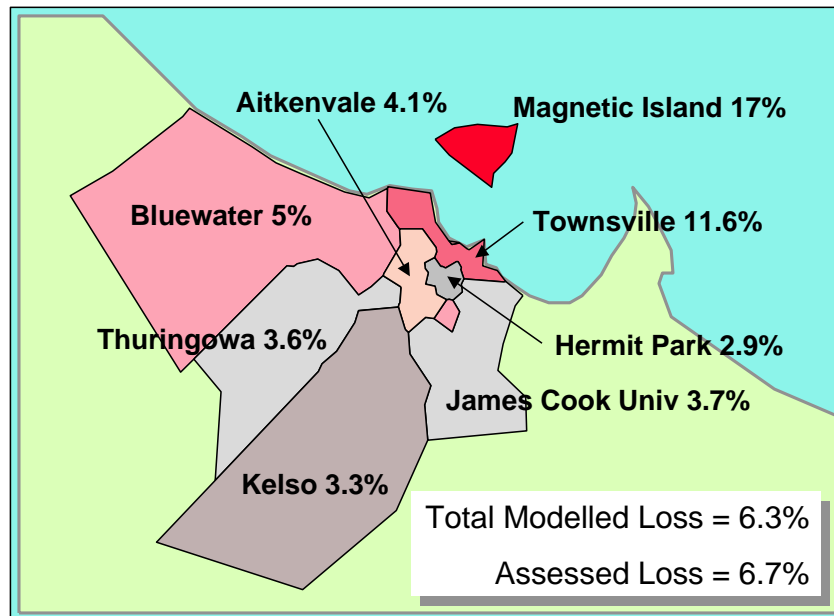 Aitkenvale 4.1%
Magnetic Island 17%
Bluewater 5%
Townsville 11.6%
Thuringowa 3.6%
Hermit Park 2.9%
James Cook Univ 3.7%
Kelso 3.3%
Total Modelled Loss = 6.3%
Assessed Loss = 6.7%